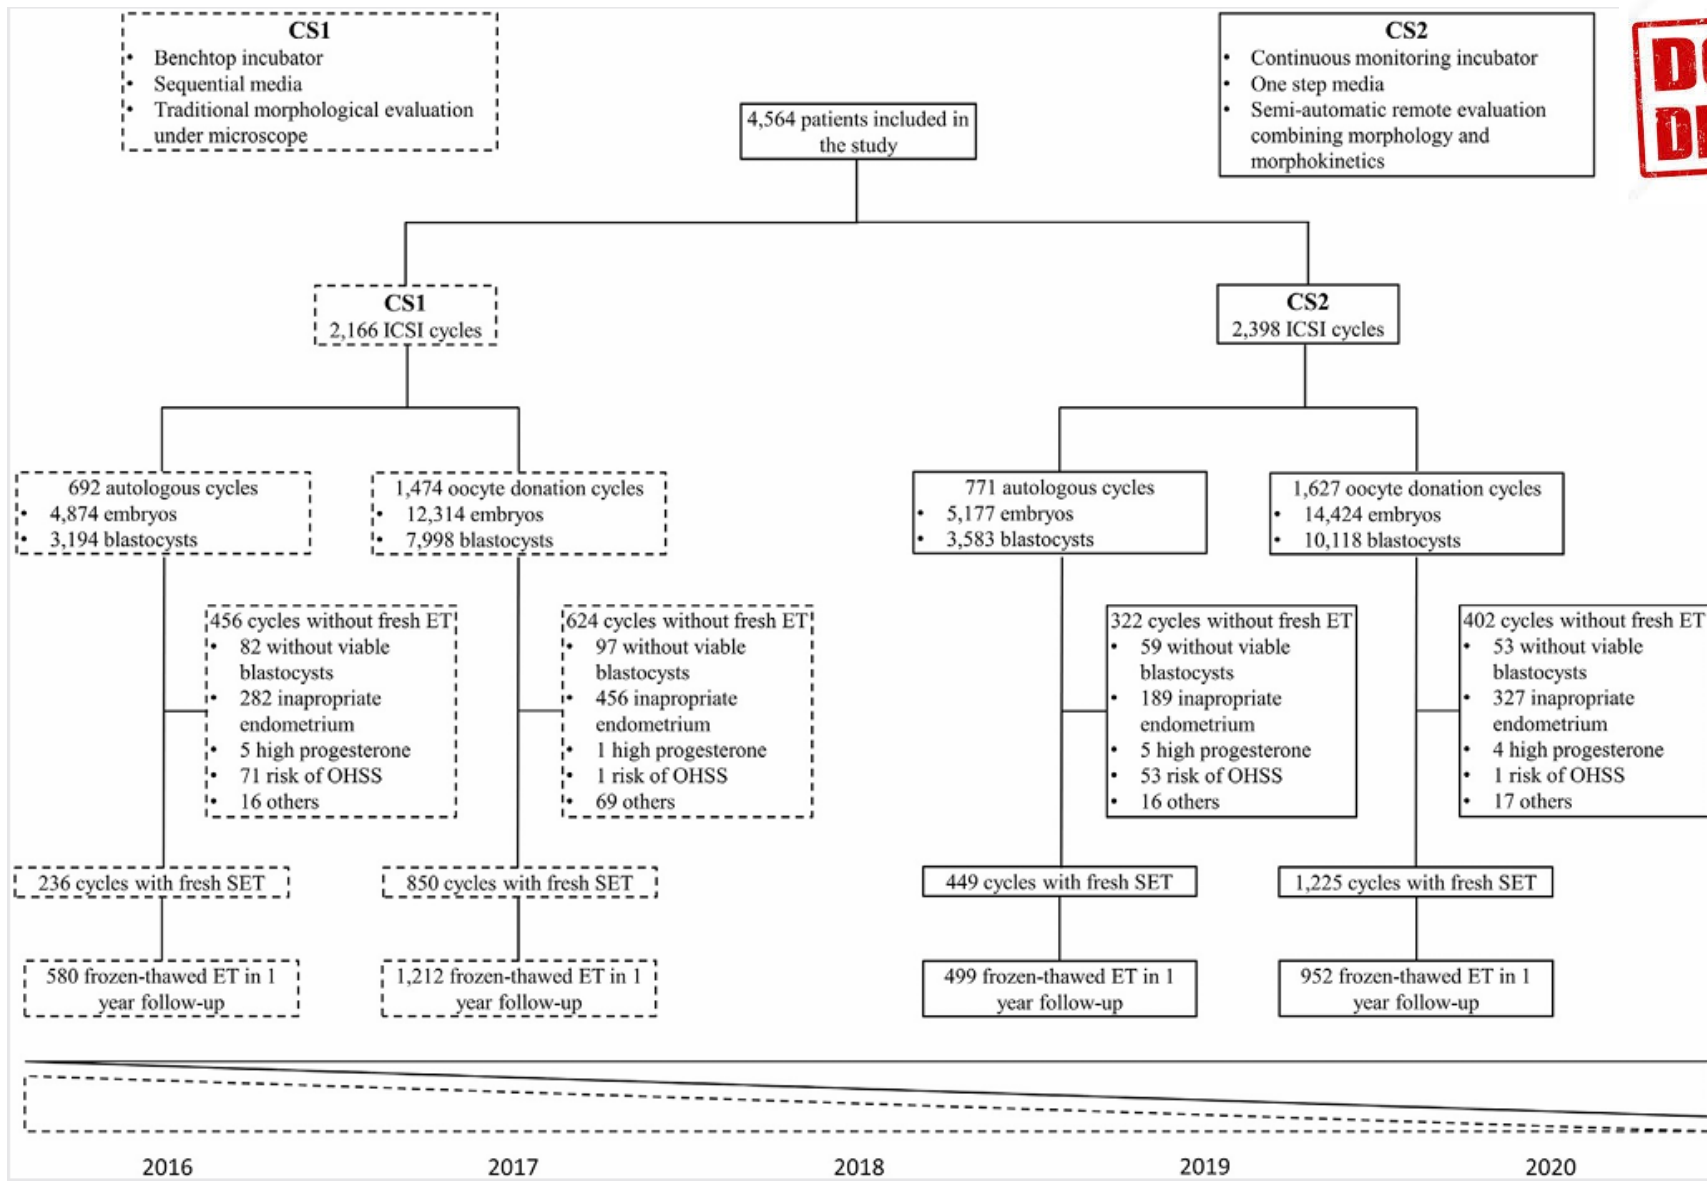 CS1
• Benchtop incubator
• Sequential media
• Traditional morphological evaluation
under microscope
4,564 patients included in
the study
CS2
• Continuous monitoring incubator
• One step media
• Semi-automatic remote evaluation
combining morphology and
morphokinetics
CS1
2,166 ICSI cycles
CS2
2,398 ICSI cycles
692 autologous cycles
• 4,874 embryos
• 3,194 blastocysts
1,474 oocyte donation cycles
• 12,314 embryos
• 7,998 blastocysts
771 autologous cycles
• 5,177 embryos
• 3,583 blastocysts
1,627 oocyte donation cycles
• 14,424 embryos
• 10,118 blastocysts
456 cycles without fresh ET
• 82 without viable
blastocysts
• 282 inapropriate
endometrium
• 5 high progesterone
• 71 risk of OHSS
• 16 others
624 cycles without fresh ET
• 97 without viable
blastocysts
• 456 inapropriate
endometrium
• 1 high progesterone
• 1 risk of OHSS
• 69 others
322 cycles without fresh ET
• 59 without viable
blastocysts
• 189 inapropriate
endometrium
• 5 high progesterone
• 53 risk of OHSS
• 16 others
402 cycles without fresh ET
• 53 without viable
blastocysts
• 327 inapropriate
endometrium
• 4 high progesterone
• 1 risk of OHSS
• 17 others
236 cycles with fresh SET
850 cycles with fresh SET
449 cycles with fresh SET
1,225 cycles with fresh SET
580 frozen-thawed ET in 1
year follow-up
1,212 frozen-thawed ET in 1
year follow-up
499 frozen-thawed ET in 1
year follow-up
952 frozen-thawed ET in 1
year follow-up
2016
2017
2018
2019
2020